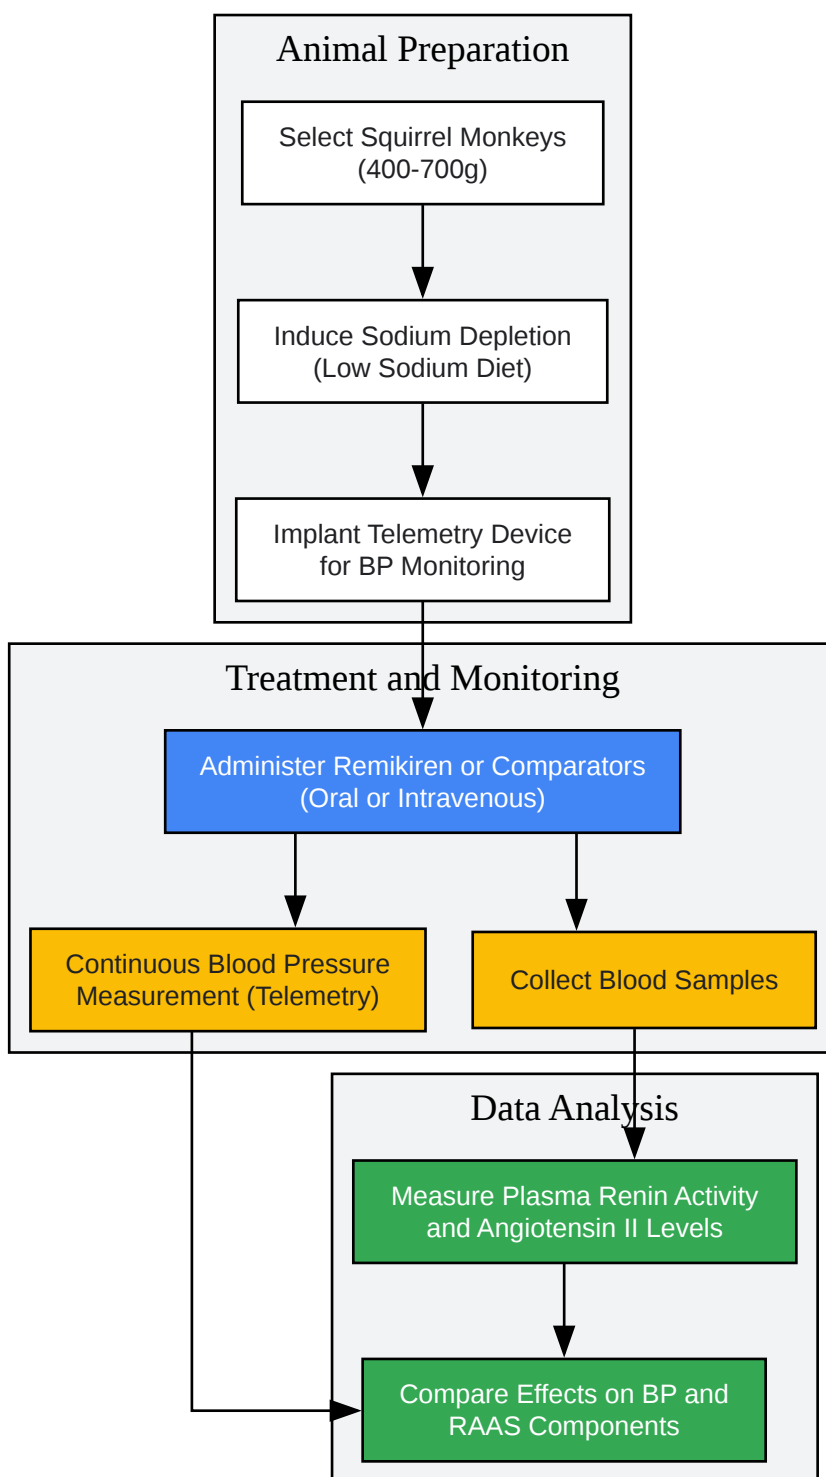 Animal Preparation
Select Squirrel Monkeys
(400-700g)
Induce Sodium Depletion
(Low Sodium Diet)
Implant Telemetry Device
for BP Monitoring
Treatment and Monitoring
Administer Remikiren or Comparators
(Oral or Intravenous)
Continuous Blood Pressure
Measurement (Telemetry)
Collect Blood Samples
Data Analysis
Measure Plasma Renin Activity
and Angiotensin II Levels
Compare Effects on BP and
RAAS Components